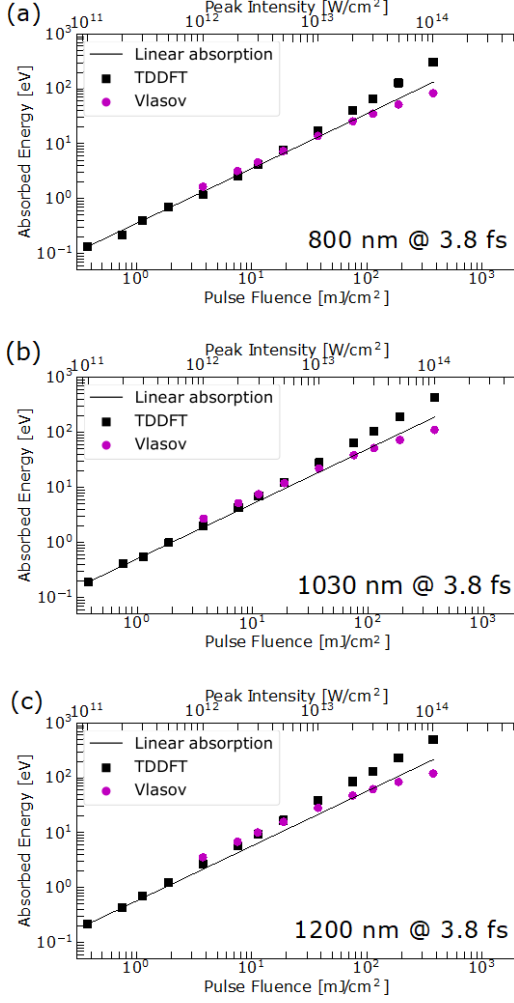 (a)
Peak Intensity [W/cm²]
10¹¹ 10¹² 10¹³ 10¹⁴
10³
10²
10¹
10⁰
10⁻¹
Absorbed Energy [eV]
Linear absorption
TDDFT
Vlasov
800 nm @ 3.8 fs
10⁰ 10¹ 10² 10³
Pulse Fluence [mJ/cm²]
(b)
Peak Intensity [W/cm²]
10¹¹ 10¹² 10¹³ 10¹⁴
10³
10²
10¹
10⁰
10⁻¹
Absorbed Energy [eV]
Linear absorption
TDDFT
Vlasov
1030 nm @ 3.8 fs
10⁰ 10¹ 10² 10³
Pulse Fluence [mJ/cm²]
(c)
Peak Intensity [W/cm²]
10¹¹ 10¹² 10¹³ 10¹⁴
10³
10²
10¹
10⁰
10⁻¹
Absorbed Energy [eV]
Linear absorption
TDDFT
Vlasov
1200 nm @ 3.8 fs
10⁰ 10¹ 10² 10³
Pulse Fluence [mJ/cm²]